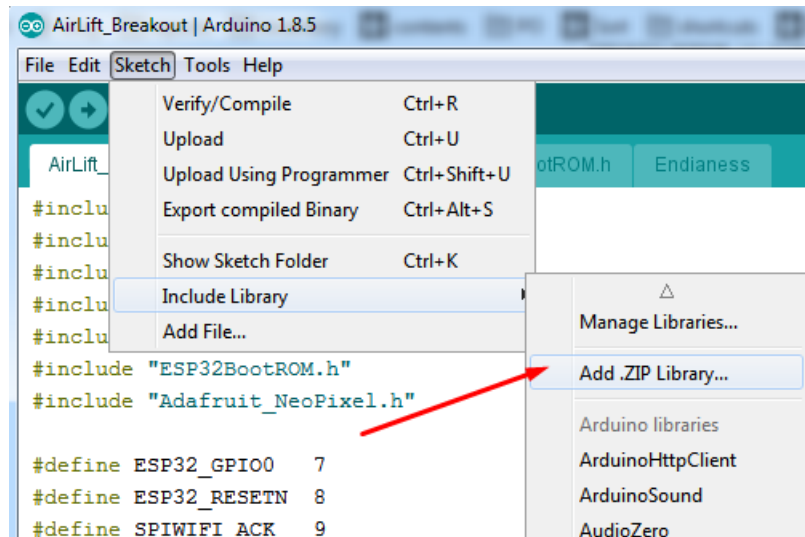 AirLift_Breakout | Arduino 1.8.5
File Edit Sketch Tools Help
Verify/Compile Ctrl+R
Upload Ctrl+U
Upload Using Programmer Ctrl+Shift+U
Export compiled Binary Ctrl+Alt+S
Show Sketch Folder Ctrl+K
Include Library
Add File...
Manage Libraries...
Add .ZIP Library...
Arduino libraries
ArduinoHttpClient
ArduinoSound
AudioZero
AirLift_ otROM.h Endianess
#inclu
#inclu
#inclu
#inclu
#inclu
#include "ESP32BootROM.h"
#include "Adafruit_NeoPixel.h"
#define ESP32_GPIO0 7
#define ESP32_RESETN 8
#define SPIWIFI_ACK 9